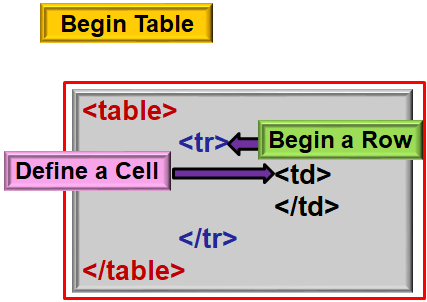 Begin Table
<table>
<tr>
Begin a Row
Define a Cell
<td>
</td>
</tr>
</table>